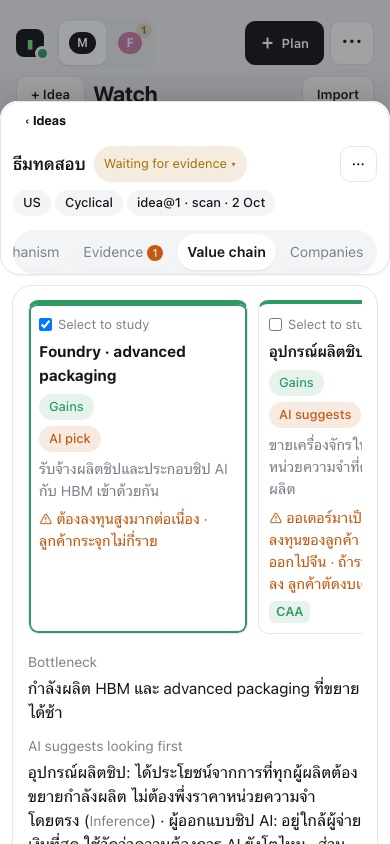 M
F
1
+ Plan
...
+ Idea
Watch
Import
‹ Ideas
ธีมทดสอบ
Waiting for evidence
...
US
Cyclical
idea@1 · scan · 2 Oct
hanism
Evidence 1
Value chain
Companies
Select to study
Foundry · advanced
packaging
Gains
AI pick
รับจ้างผลิตชิปและประกอบชิป AI
กับ HBM เข้าด้วยกัน
⚠ ต้องลงทุนสูงมากต่อเนื่อง ·
ลูกค้ากระจุกไม่กี่ราย
Select to stu
อุปกรณ์ผลิตชิป
Gains
AI suggests
ขายเครื่องจักรให้
หน่วยความจำที่
ผลิต
⚠ ออเดอร์มาเป็
ลงทุนของลูกค้า
ออกไปจีน · ถ้า
ลง ลูกค้าตัดงบ
CAA
Bottleneck
กำลังผลิต HBM และ advanced packaging ที่ขยาย
ได้ช้า
AI suggests looking first
อุปกรณ์ผลิตชิป: ได้ประโยชน์จากการที่ทุกผู้ผลิตต้อง
ขยายกำลังผลิต ไม่ต้องพึ่งราคาหน่วยความจำ
โดยตรง (Inference) · ผู้ออกแบบชิป AI: อยู่ใกล้ผู้จ่าย